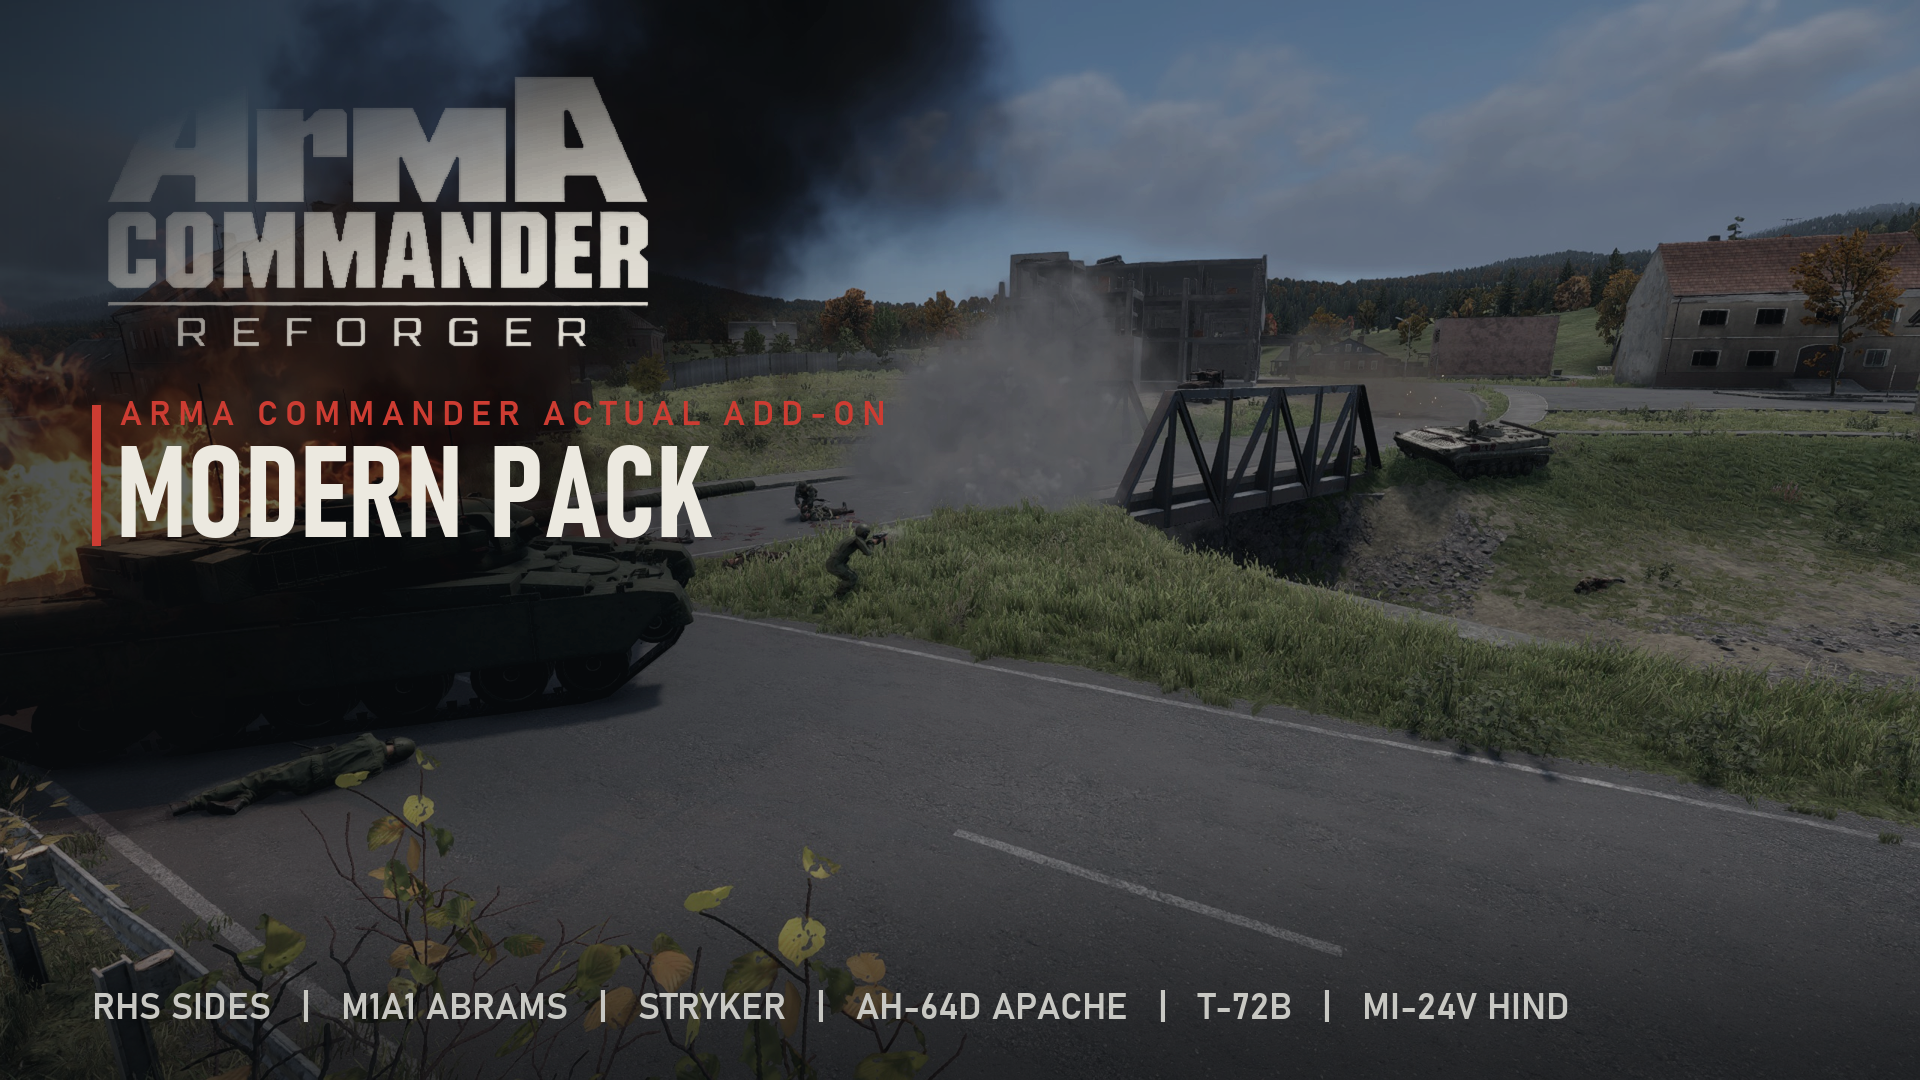 ArmA
COMMANDER
REFORGER
ARMA COMMANDER ACTUAL ADD-ON
MODERN PACK
RHS SIDES | M1A1 ABRAMS | STRYKER | AH-64D APACHE | T-72B | MI-24V HIND